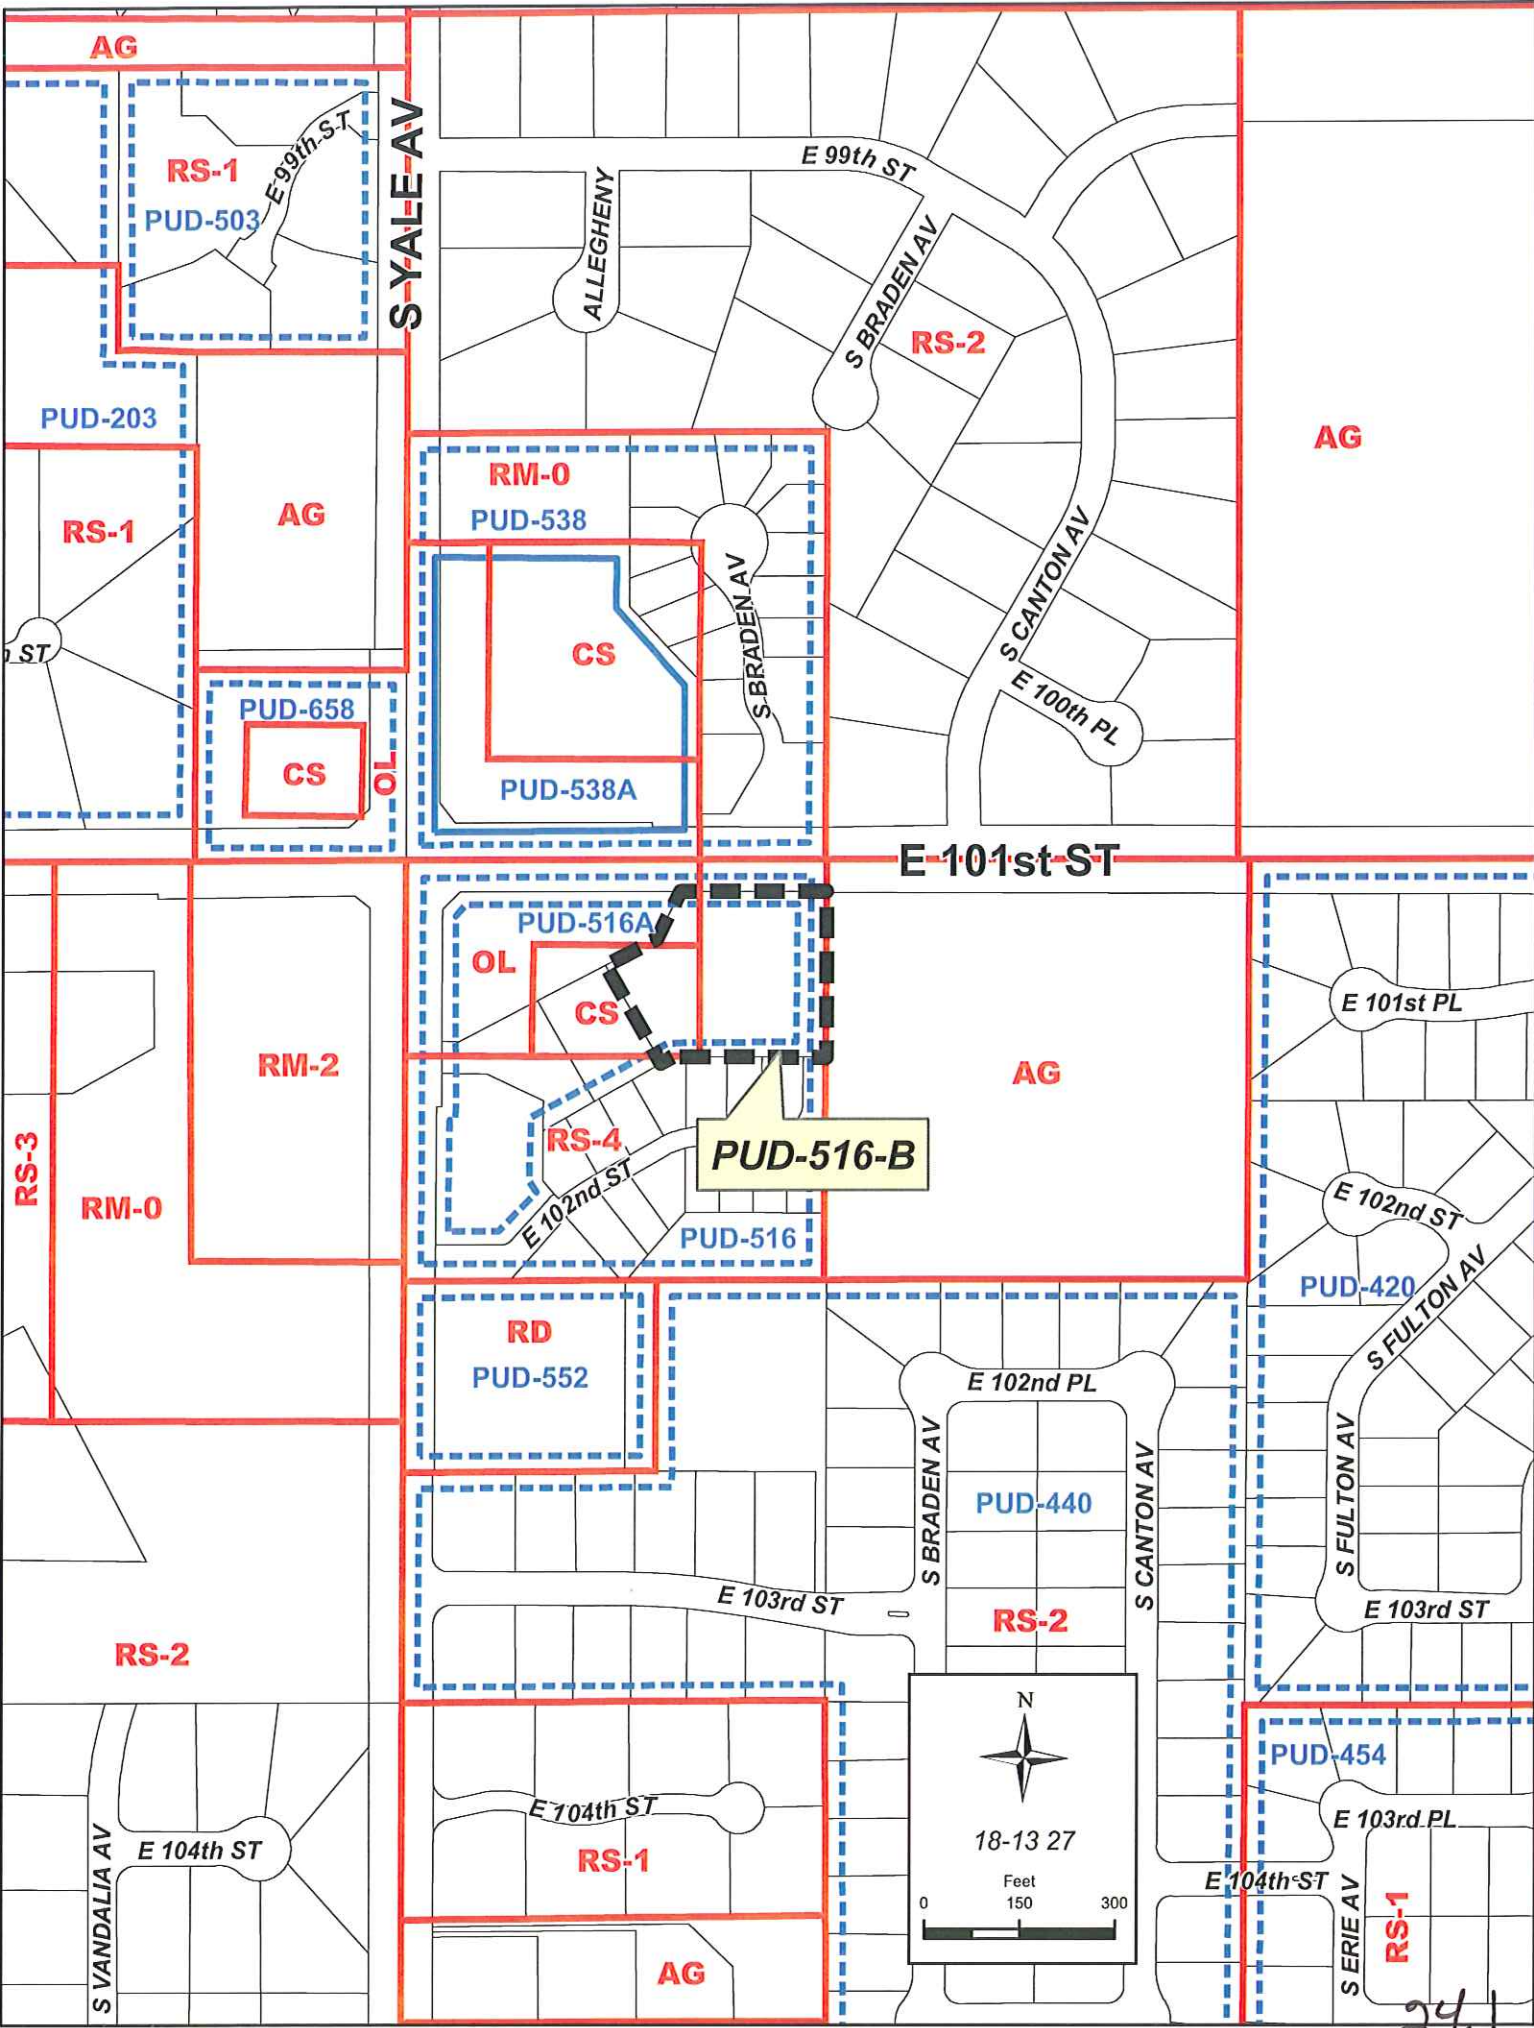 AG
S YALE AV
E 99th ST
E 99th ST
RS-1
PUD-503
ALLEGHENY
S BRADEN AV
RS-2
PUD-203
AG
RM-0
PUD-538
RS-1
AG
S BRADEN AV
S CANTON AV
ST
CS
E 100th PL
PUD-658
CS
OL
PUD-538A
E 101st ST
PUD-516A
OL
CS
E 101st PL
RM-2
AG
RS-3
RS-4
PUD-516-B
RM-0
E 102nd ST
E 102nd ST
PUD-516
PUD-420
S FULTON AV
RD
PUD-552
E 102nd PL
S BRADEN AV
PUD-440
S CANTON AV
S FULTON AV
E 103rd ST
RS-2
E 103rd ST
RS-2
N
PUD-454
E 104th ST
E 103rd PL
18-13 27
E 104th ST
RS-1
Feet
E 104th ST
0 150 300
S VANDALIA AV
S ERIE AV
RS-1
AG
24.1